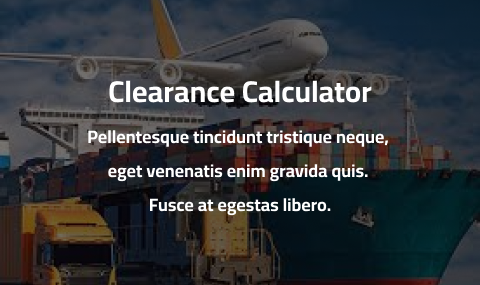 Clearance Calculator
Pellentesque tincidunt tristique neque,
eget venenatis enim gravida quis.
Fusce at egestas libero.